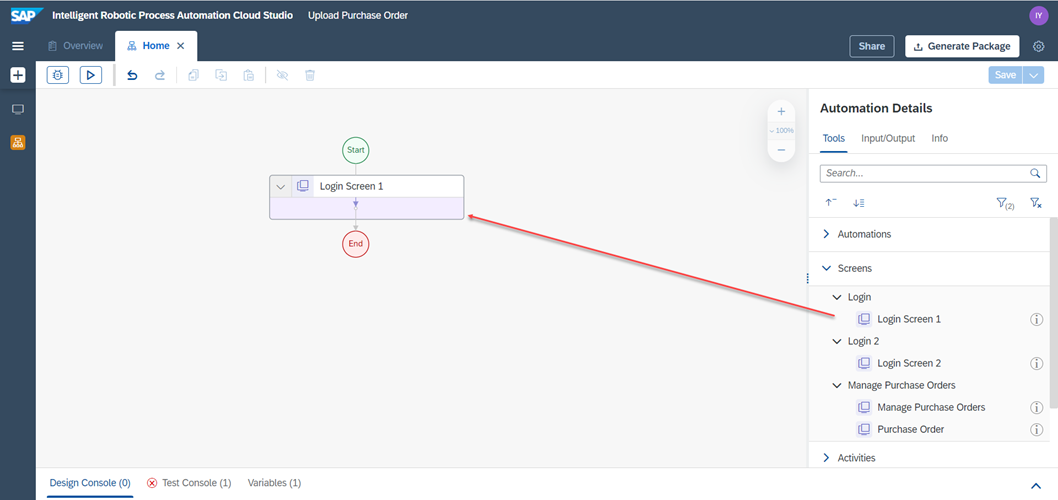 SAP Intelligent Robotic Process Automation Cloud Studio Upload Purchase Order IY
Overview Home Share Generate Package
Save
100%
Start
Login Screen 1
End
Automation Details
Tools Input/Output Info
Search...
(2)
Automations
Screens
Login
Login Screen 1
Login 2
Login Screen 2
Manage Purchase Orders
Manage Purchase Orders
Purchase Order
Activities
Design Console (0) Test Console (1) Variables (1)